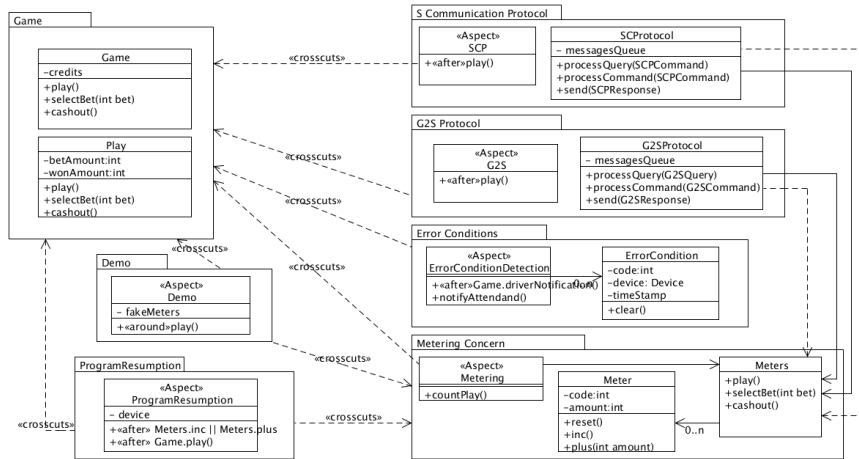 Game
Game
-credits
+play()
+selectBet(int bet)
+cashout()
Play
-betAmount:int
-wonAmount:int
+play()
+selectBet(int bet)
+cashout()
«crosscuts»
«crosscuts»
«crosscuts»
«crosscuts»
«crosscuts»
«crosscuts»
«crosscuts»
«crosscuts»
S Communication Protocol
«Aspect»
SCP
+«after»play()
SCProtocol
- messagesQueue
+processQuery(SCPCommand)
+processCommand(SCPCommand)
+send(SCPResponse)
G2S Protocol
«Aspect»
G2S
+«after»play()
G2SProtocol
- messagesQueue
+processQuery(G2SQuery)
+processCommand(G2SCommand)
+send(G2SResponse)
Error Conditions
«Aspect»
ErrorConditionDetection
+«after»Game.driverNotification()
+notifyAttendand()
0..n
ErrorCondition
-code:int
-device: Device
-timeStamp
+clear()
Demo
«Aspect»
Demo
- fakeMeters
+«around»play()
ProgramResumption
«Aspect»
ProgramResumption
- device
+«after» Meters.inc || Meters.plus
+«after» Game.play()
Metering Concern
«Aspect»
Metering
+countPlay()
Meter
-code:int
-amount:int
+reset()
+inc()
+plus(int amount)
0..n
Meters
+play()
+selectBet(int bet)
+cashout()